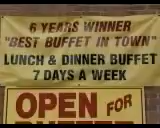 6 YEARS WINNER
"BEST BUFFET IN TOWN"
LUNCH & DINNER BUFFET
7 DAYS A WEEK
OPEN FOR